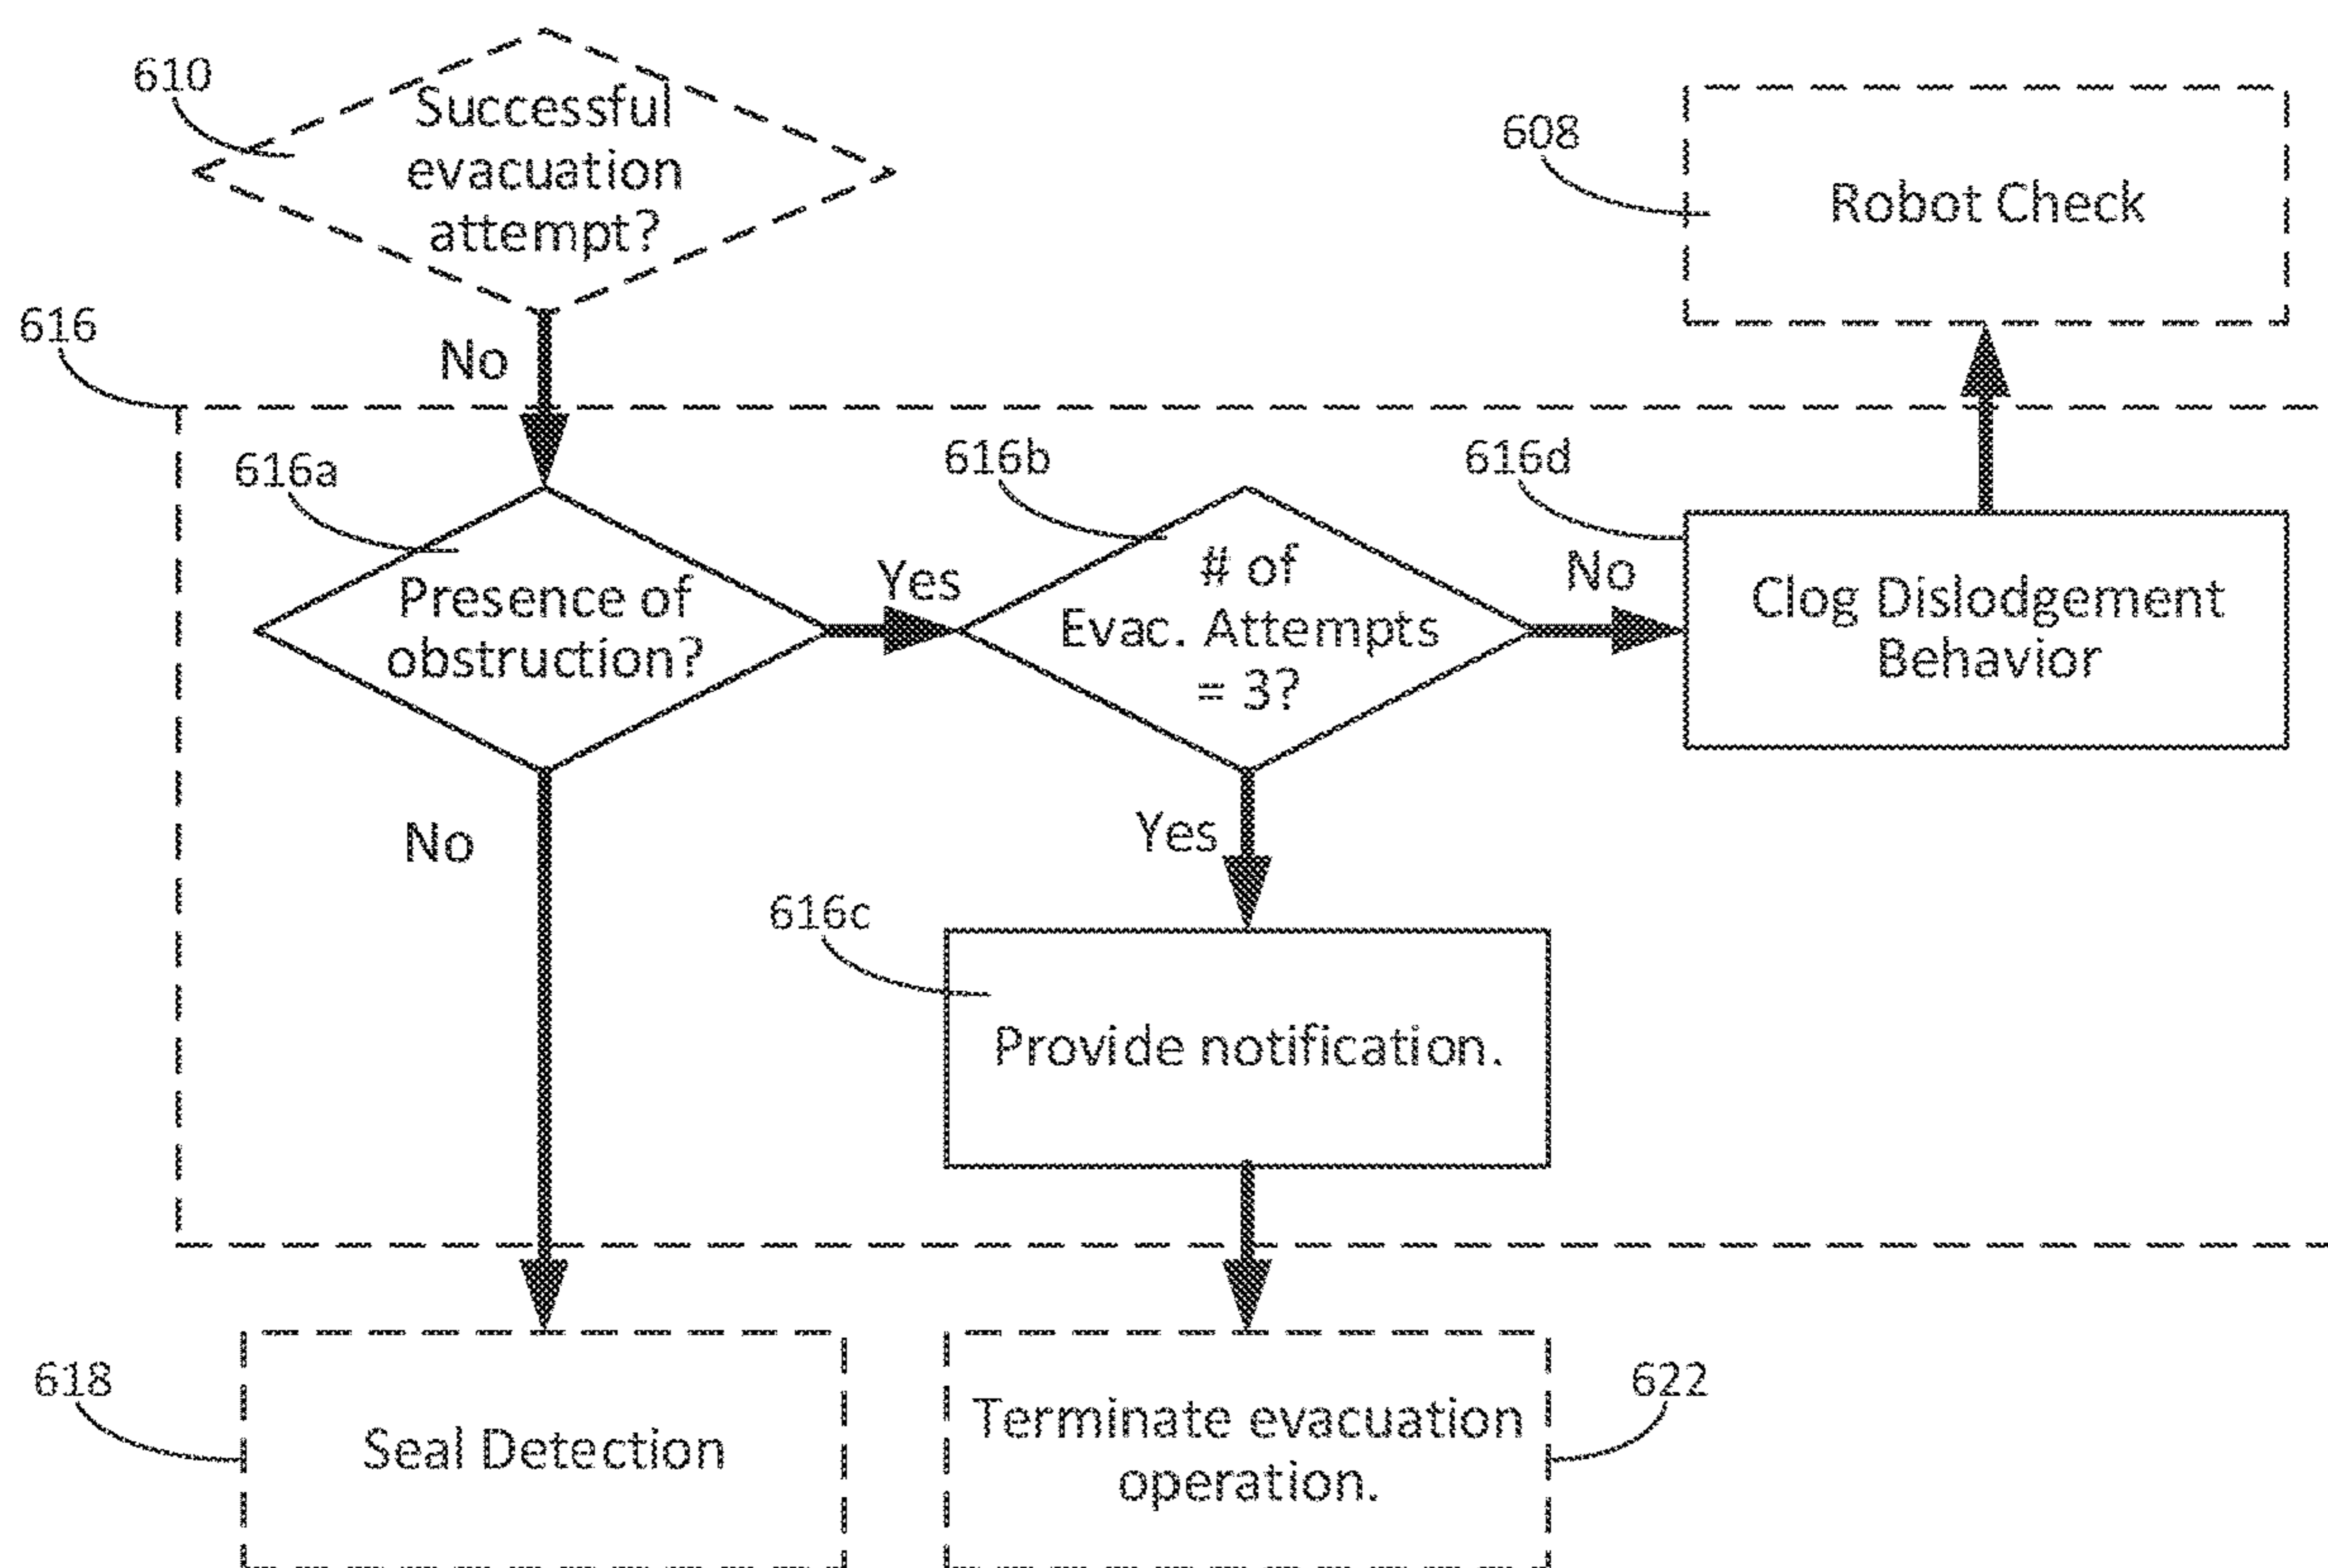 610
Successful
evacuation
attempt?
608
Robot Check
616
No
616a
Presence of
obstruction?
Yes
616b
# of
Evac. Attempts
= 3?
No
616d
Clog Dislodgement
Behavior
No
Yes
616c
Provide notification.
618
Seal Detection
Terminate evacuation
operation.
622